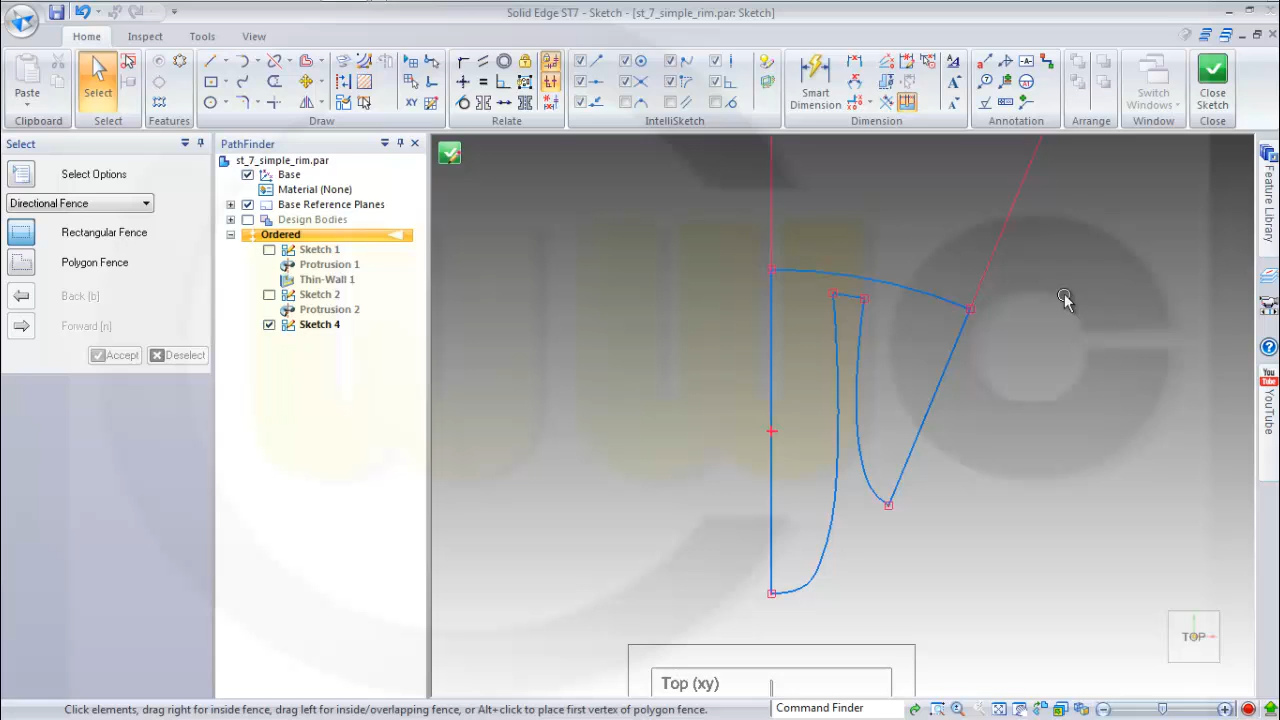 Solid Edge ST7 - Sketch - [st_7_simple_rim.par: Sketch]
Home
Inspect
Tools
View
Paste
Clipboard
Select
Select
Features
Draw
Relate
IntelliSketch
Smart
Dimension
Dimension
Annotation
Arrange
Switch
Windows
Window
Close
Sketch
Close
Select
Select Options
Directional Fence
Rectangular Fence
Polygon Fence
Back [b]
Forward [n]
Accept
Deselect
PathFinder
st_7_simple_rim.par
Base
Material (None)
Base Reference Planes
Design Bodies
Ordered
Sketch 1
Protrusion 1
Thin-Wall 1
Sketch 2
Protrusion 2
Sketch 4
Top (xy)
TOP
Feature Library
You
Tube
YouTube
Click elements, drag right for inside fence, drag left for inside/overlapping fence, or Alt+click to place first vertex of polygon fence.
Command Finder